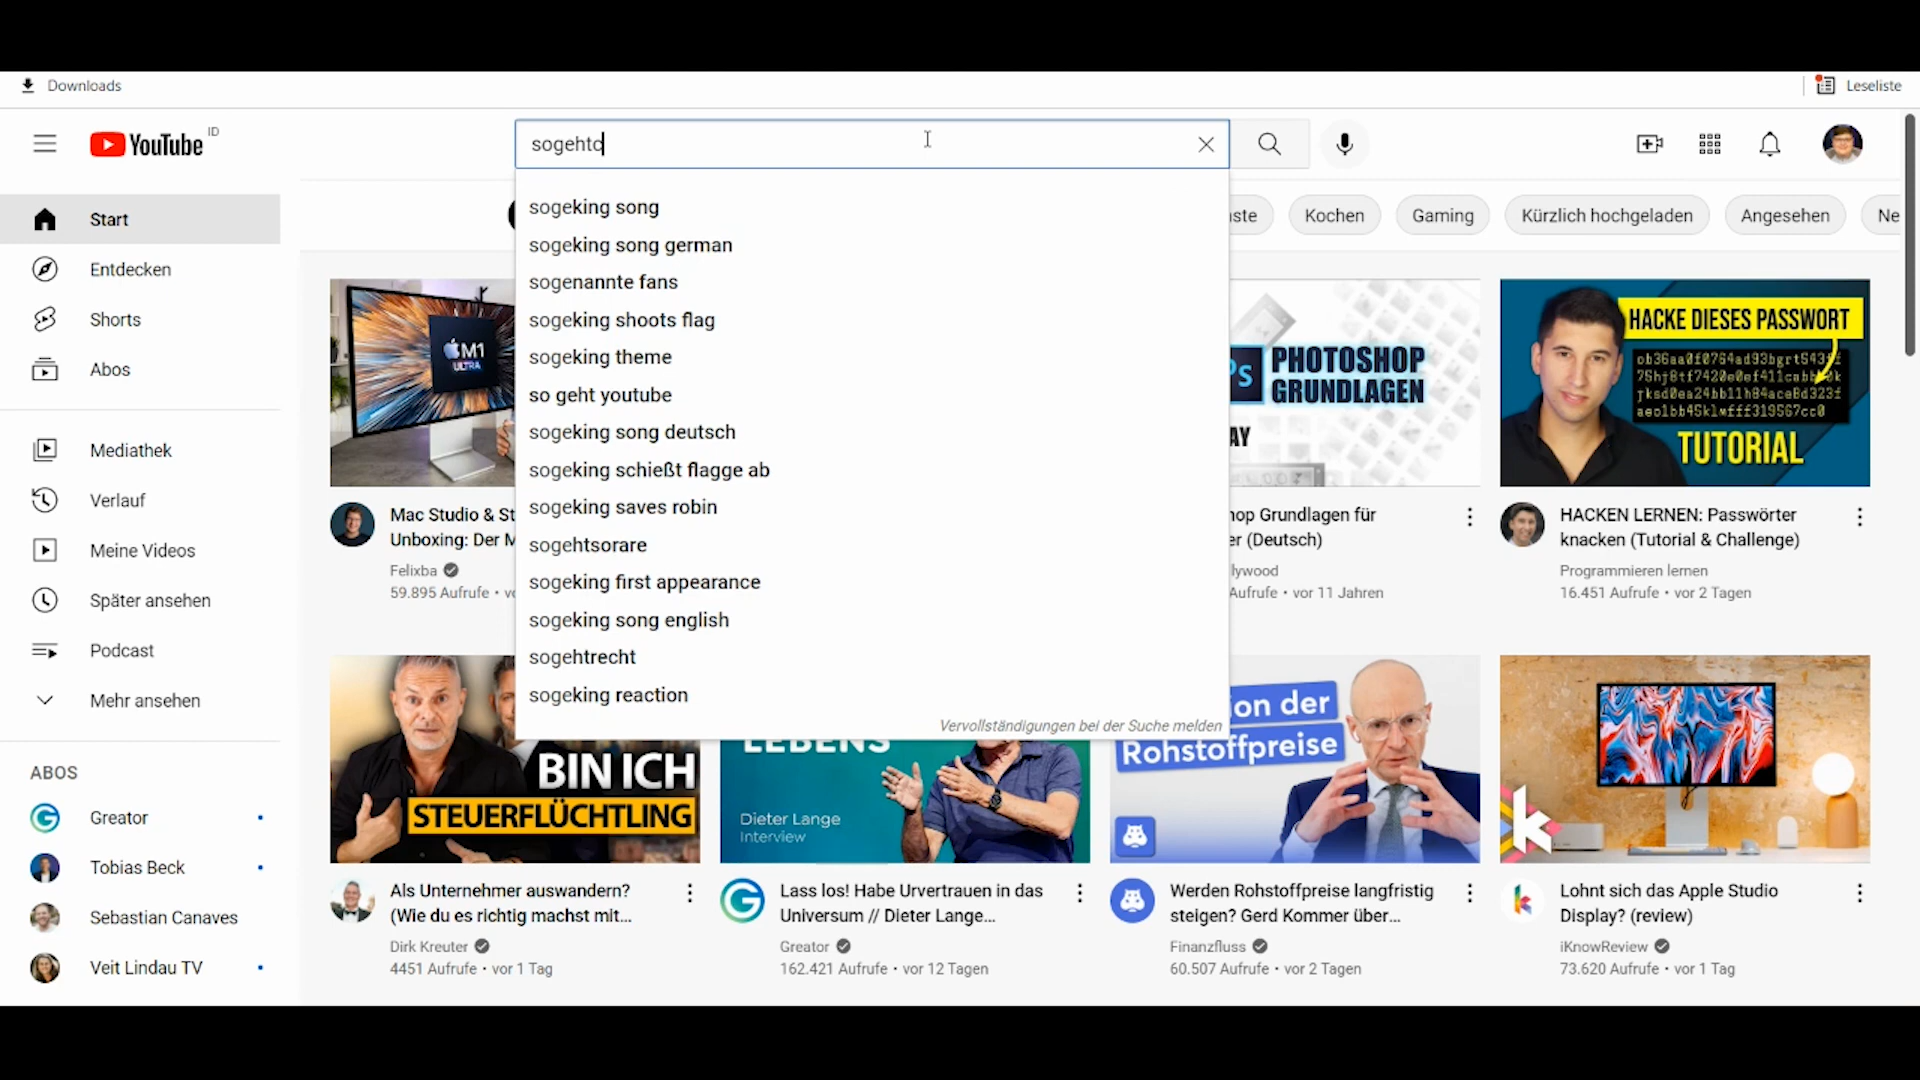 Downloads
Leseliste
YouTube ID
sogehtd
Start
Entdecken
Shorts
Abos
Mediathek
Verlauf
Meine Videos
Später ansehen
Podcast
Mehr ansehen
ABOS
Greator
Tobias Beck
Sebastian Canaves
Veit Lindau TV
sogeking song
sogeking song german
sogenannte fans
sogeking shoots flag
sogeking theme
so geht youtube
sogeking song deutsch
sogeking schießt flagge ab
sogeking saves robin
sogehtsorare
sogeking first appearance
sogeking song english
sogehtrecht
sogeking reaction
Vervollständigungen bei der Suche melden
Kochen
Gaming
Kürzlich hochgeladen
Angesehen
Ne
M1
ULTRA
Mac Studio & St
Unboxing: Der M
Felixba
59.895 Aufrufe • vo
PHOTOSHOP
GRUNDLAGEN
AY
hop Grundlagen für
er (Deutsch)
lywood
Aufrufe • vor 11 Jahren
HACKE DIESES PASSWORT
TUTORIAL
HACKEN LERNEN: Passwörter
knacken (Tutorial & Challenge)
Programmieren lernen
16.451 Aufrufe • vor 2 Tagen
BIN ICH
STEUERFLÜCHTLING
Als Unternehmer auswandern?
(Wie du es richtig machst mit...
Dirk Kreuter
4451 Aufrufe • vor 1 Tag
LEBENS
Dieter Lange
Interview
Lass los! Habe Urvertrauen in das
Universum // Dieter Lange...
Greator
162.421 Aufrufe • vor 12 Tagen
ion der
Rohstoffpreise
Werden Rohstoffpreise langfristig
steigen? Gerd Kommer über...
Finanzfluss
60.507 Aufrufe • vor 2 Tagen
Lohnt sich das Apple Studio
Display? (review)
iKnowReview
73.620 Aufrufe • vor 1 Tag